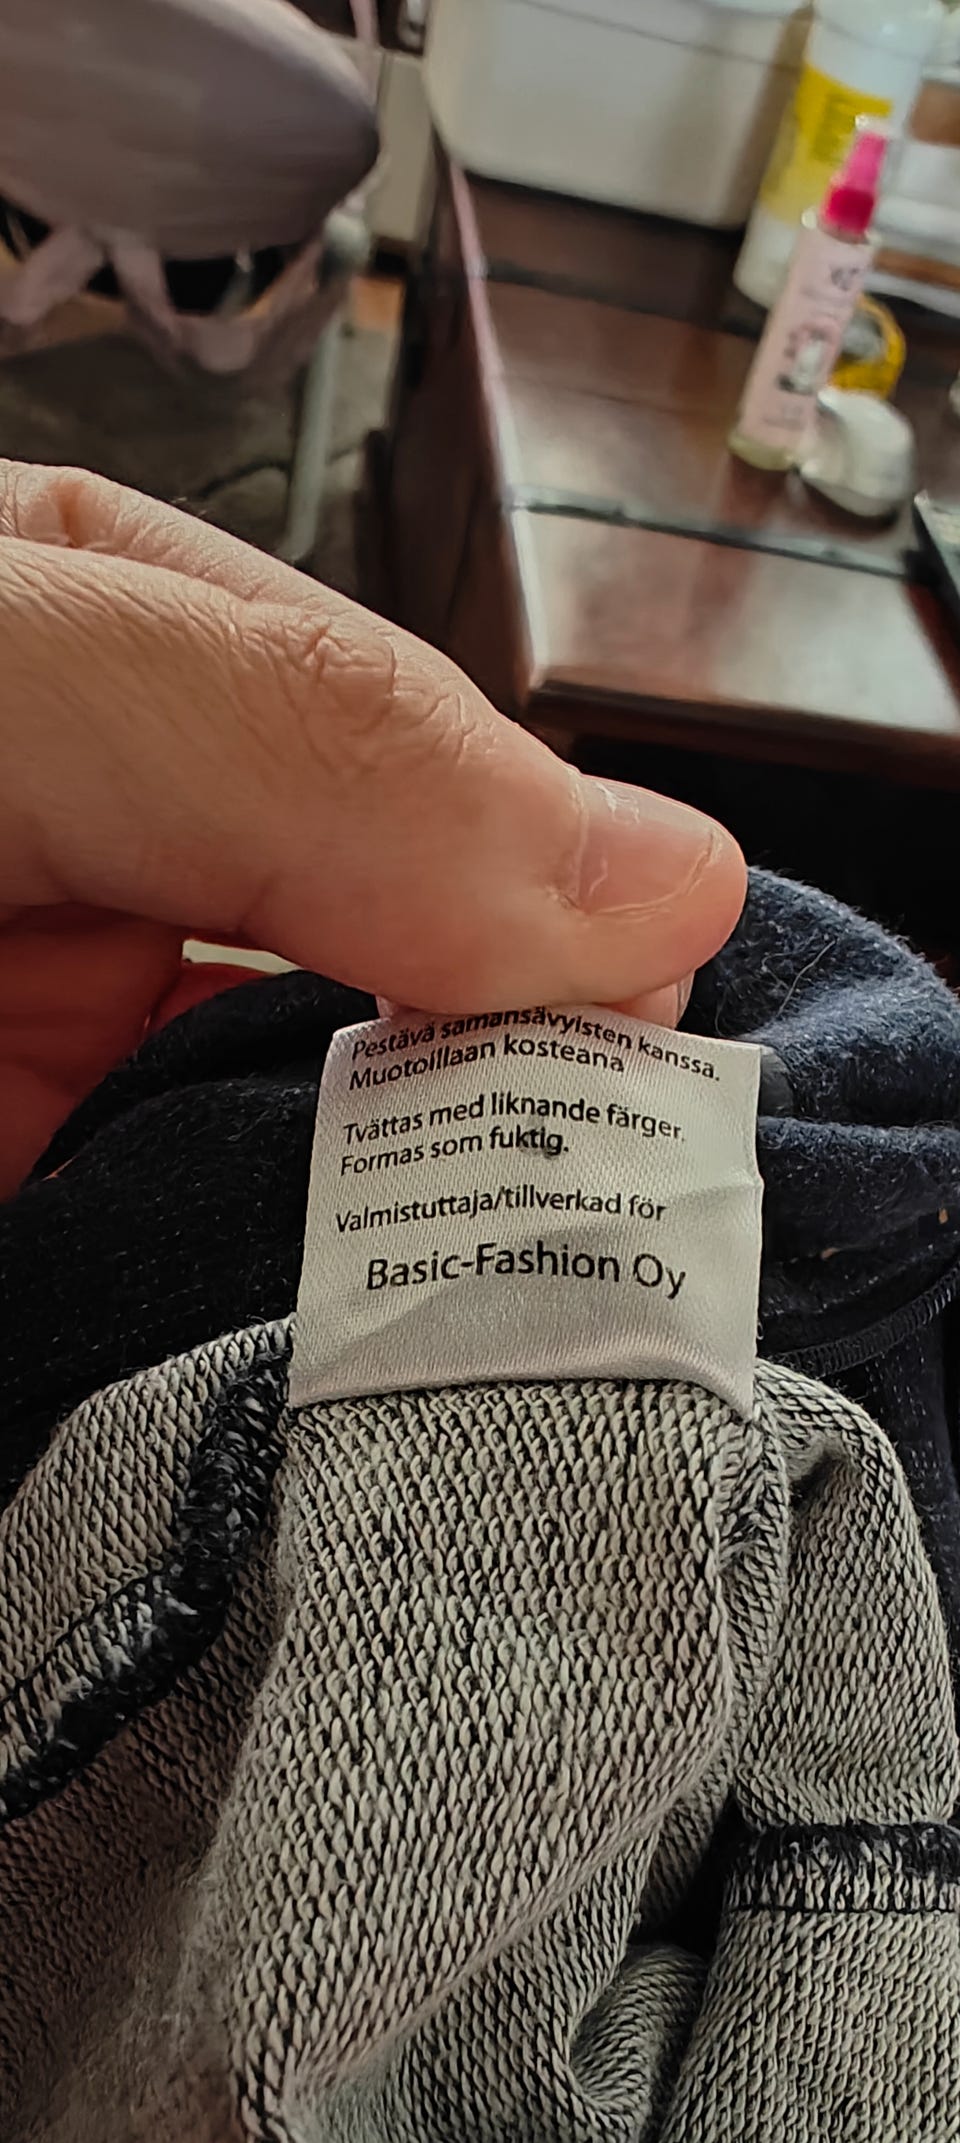 Pestävä samansävyisten kanssa.
Muotoillaan kosteana
Tvättas med liknande färger.
Formas som fuktig.
Valmistuttaja/tillverkad för
Basic-Fashion Oy